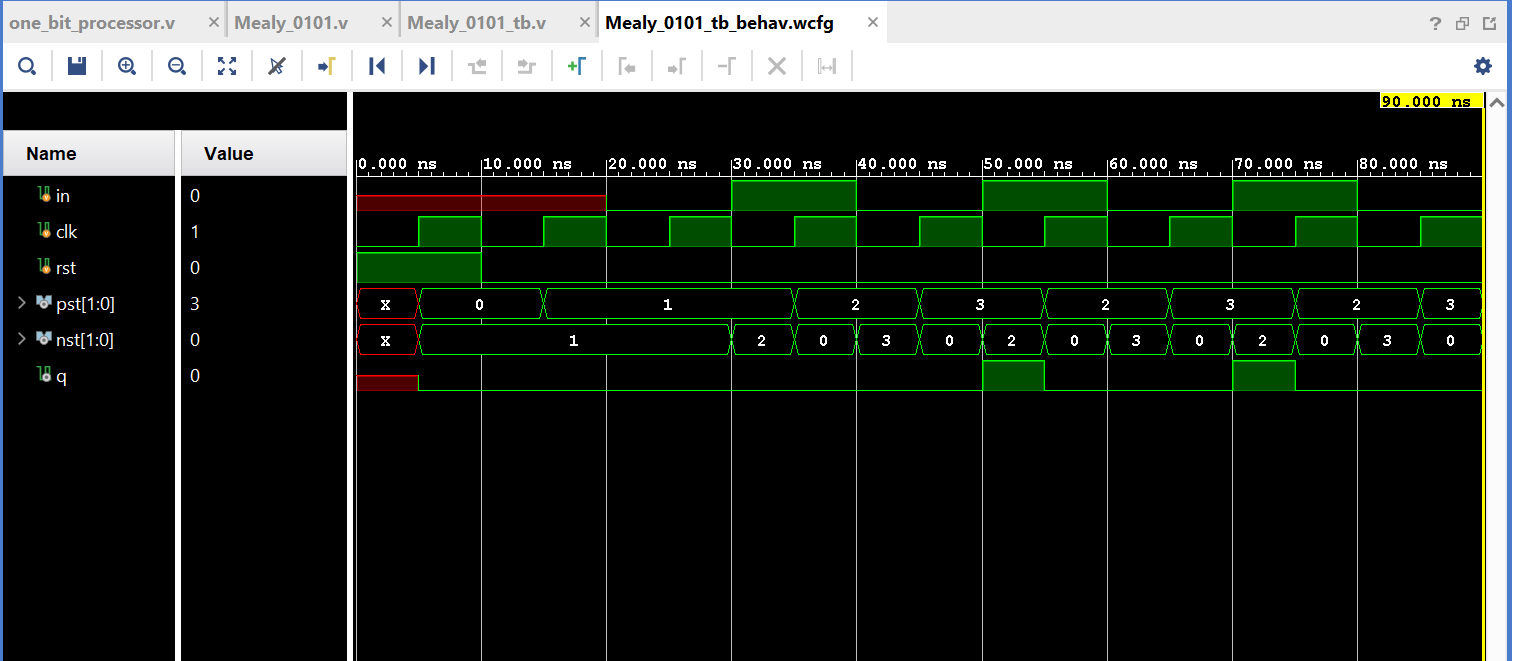 one_bit_processor.v × Mealy_0101.v × Mealy_0101_tb.v × Mealy_0101_tb_behav.wcfg × ?
90.000 ns
Name Value
0.000 ns 10.000 ns 20.000 ns 30.000 ns 40.000 ns 50.000 ns 60.000 ns 70.000 ns 80.000 ns
in 0
clk 1
rst 0
pst[1:0] 3 X 0 1 2 3 2 3 2 3
nst[1:0] 0 X 1 2 0 3 0 2 0 3 0 2 0 3 0
q 0